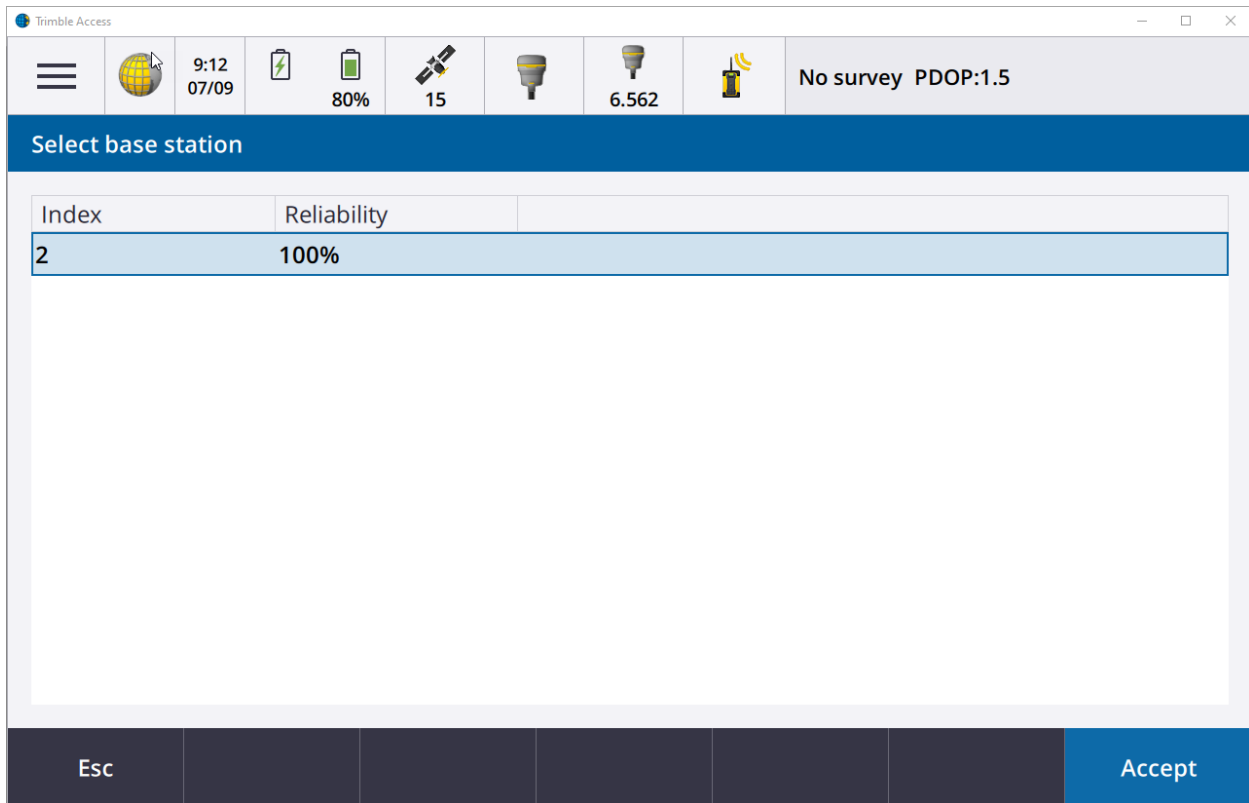 Trimble Access
9:12
07/09
80%
15
6.562
No survey PDOP:1.5
Select base station
Index Reliability
2 100%
Esc Accept